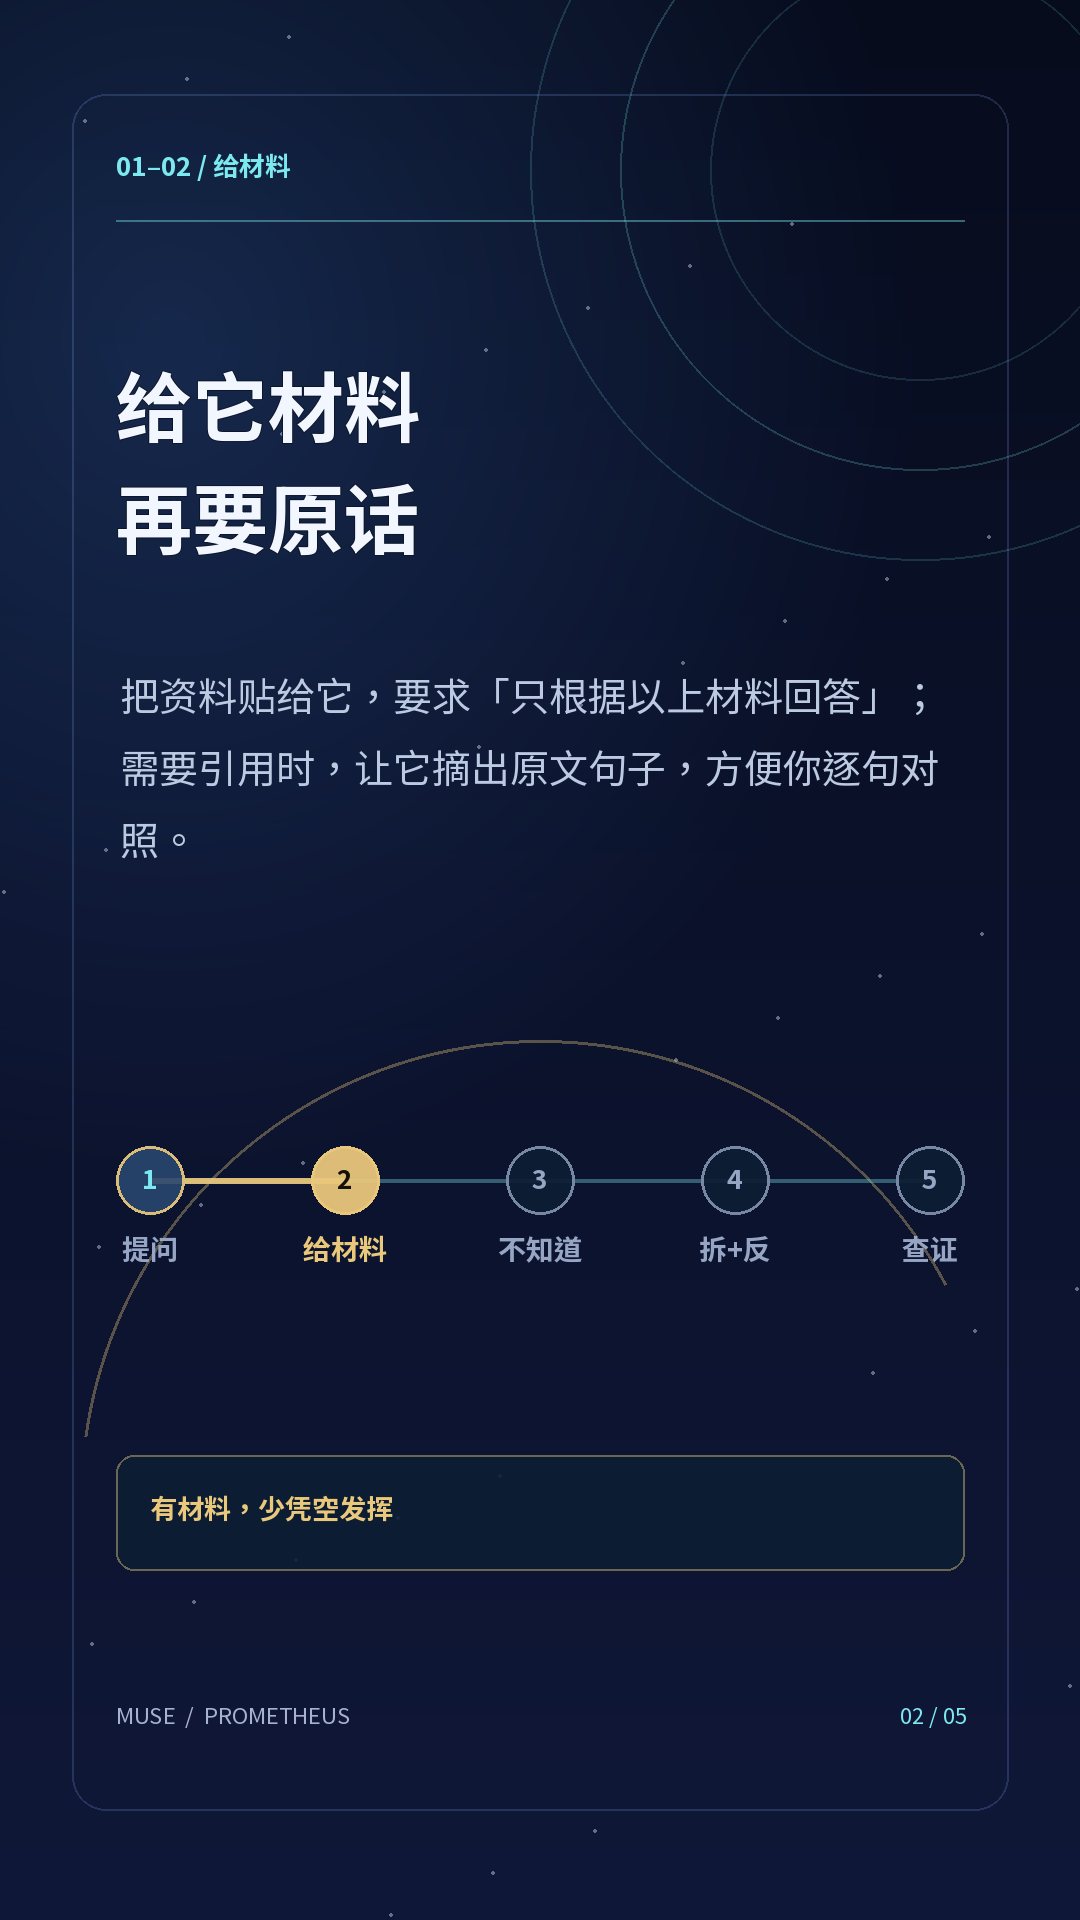 01–02 / 给材料
给它材料
再要原话
把资料贴给它，要求「只根据以上材料回答」；
需要引用时，让它摘出原文句子，方便你逐句对
照。
1 2 3 4 5
提问 给材料 不知道 拆+反 查证
有材料，少凭空发挥
MUSE / PROMETHEUS
02 / 05